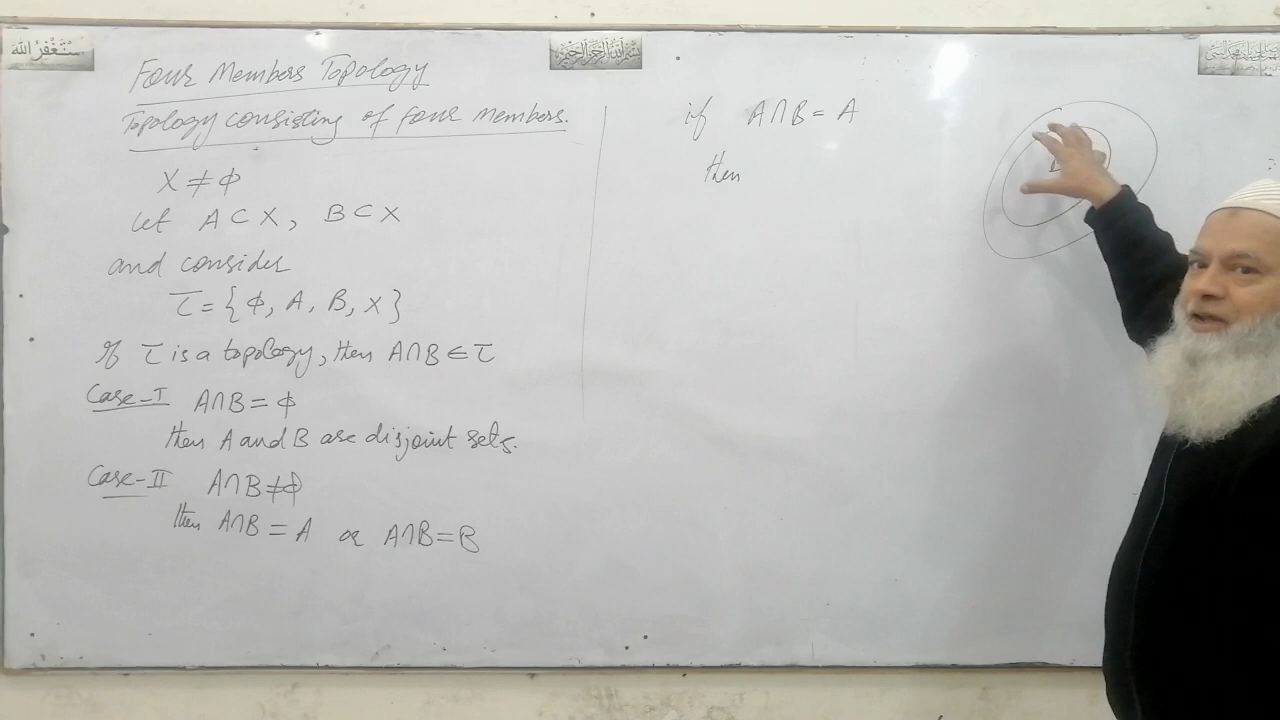 أستغفر الله
بسم الله الرحمن الرحيم
Four Members Topology
Topology consisting of four members.
X ≠ ϕ
Let A ⊂ X, B ⊂ X
and consider
τ = {ϕ, A, B, X}
If τ is a topology, then A∩B ∈ τ
Case-I A∩B = ϕ
then A and B are disjoint sets.
Case-II A∩B ≠ ϕ
then A∩B = A or A∩B = B
if A∩B = A
then